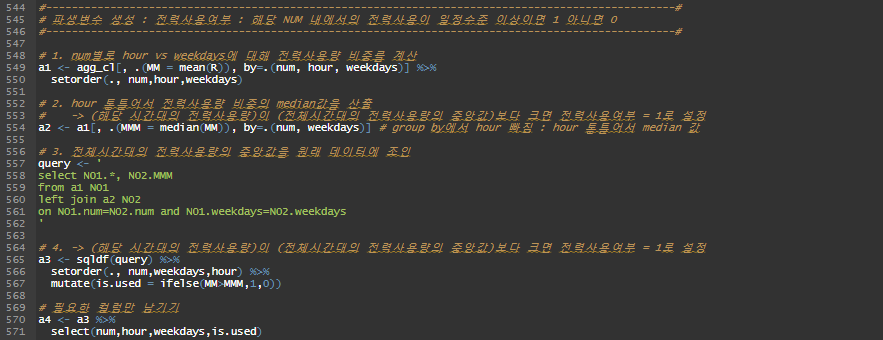 544 #----------------------------------------------------------------------------------------------------#
545 # 파생변수 생성 : 전력사용여부 : 해당 NUM 내에서의 전력사용이 일정수준 이상이면 1 아니면 0
546 #----------------------------------------------------------------------------------------------------#
547
548 # 1. num별로 hour vs weekdays에 대해 전력사용량 비중를 계산
549 a1 <- agg_cl[, .(MM = mean(R)), by=.(num, hour, weekdays)] %>%
550   setorder(., num,hour,weekdays)
551
552 # 2. hour 통틀어서 전력사용량 비중의 median값을 산출
553 #    -> (해당 시간대의 전력사용량)이 (전체시간대의 전력사용량의 중앙값)보다 크면 전력사용여부 = 1로 설정
554 a2 <- a1[, .(MMM = median(MM)), by=.(num, weekdays)] # group by에서 hour 빠짐 : hour 통틀어서 median 값
555
556 # 3. 전체시간대의 전력사용량의 중앙값을 원래 데이터에 조인
557 query <- '
558 select NO1.*, NO2.MMM
559 from a1 NO1
560 left join a2 NO2
561 on NO1.num=NO2.num and NO1.weekdays=NO2.weekdays
562 '
563
564 # 4. -> (해당 시간대의 전력사용량)이 (전체시간대의 전력사용량의 중앙값)보다 크면 전력사용여부 = 1로 설정
565 a3 <- sqldf(query) %>%
566   setorder(., num,weekdays,hour) %>%
567   mutate(is.used = ifelse(MM>MMM,1,0))
568
569 # 필요한 컬럼만 남기기
570 a4 <- a3 %>%
571   select(num,hour,weekdays,is.used)